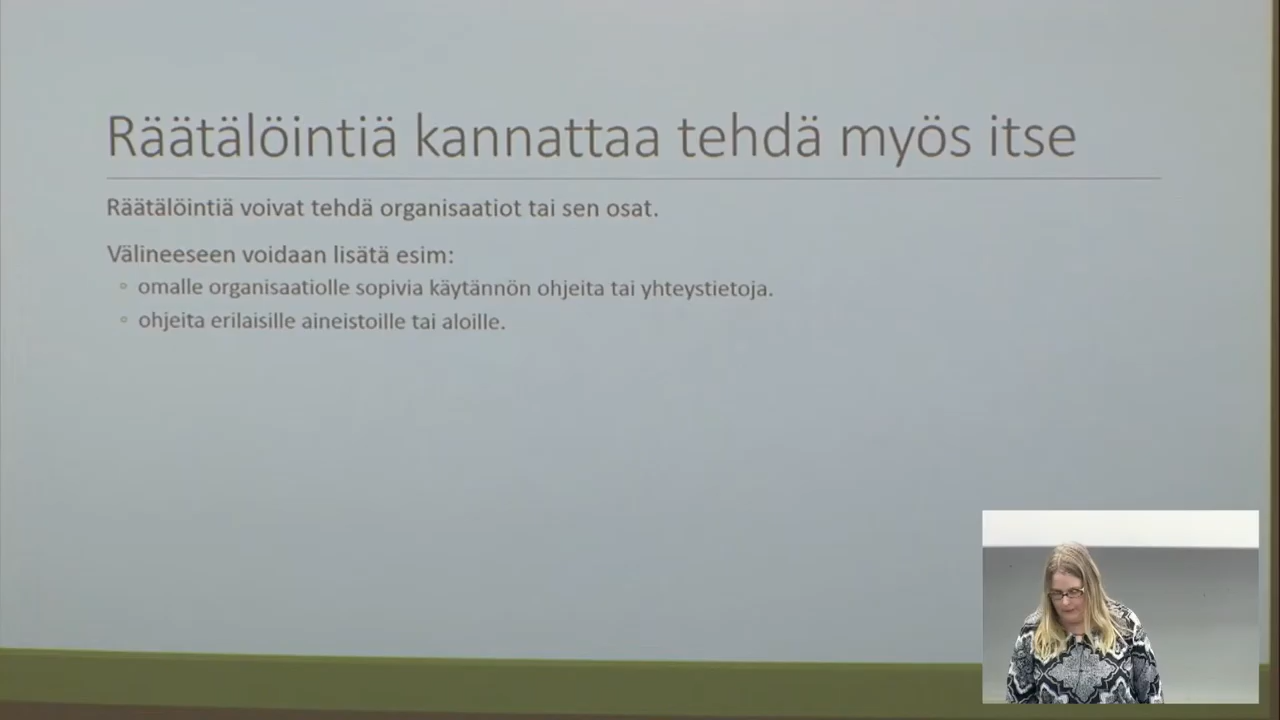 Räätälöintiä kannattaa tehdä myös itse
Räätälöintiä voivat tehdä organisaatiot tai sen osat.
Välineeseen voidaan lisätä esim:
◦ omalle organisaatiolle sopivia käytännön ohjeita tai yhteystietoja.
◦ ohjeita erilaisille aineistoille tai aloille.